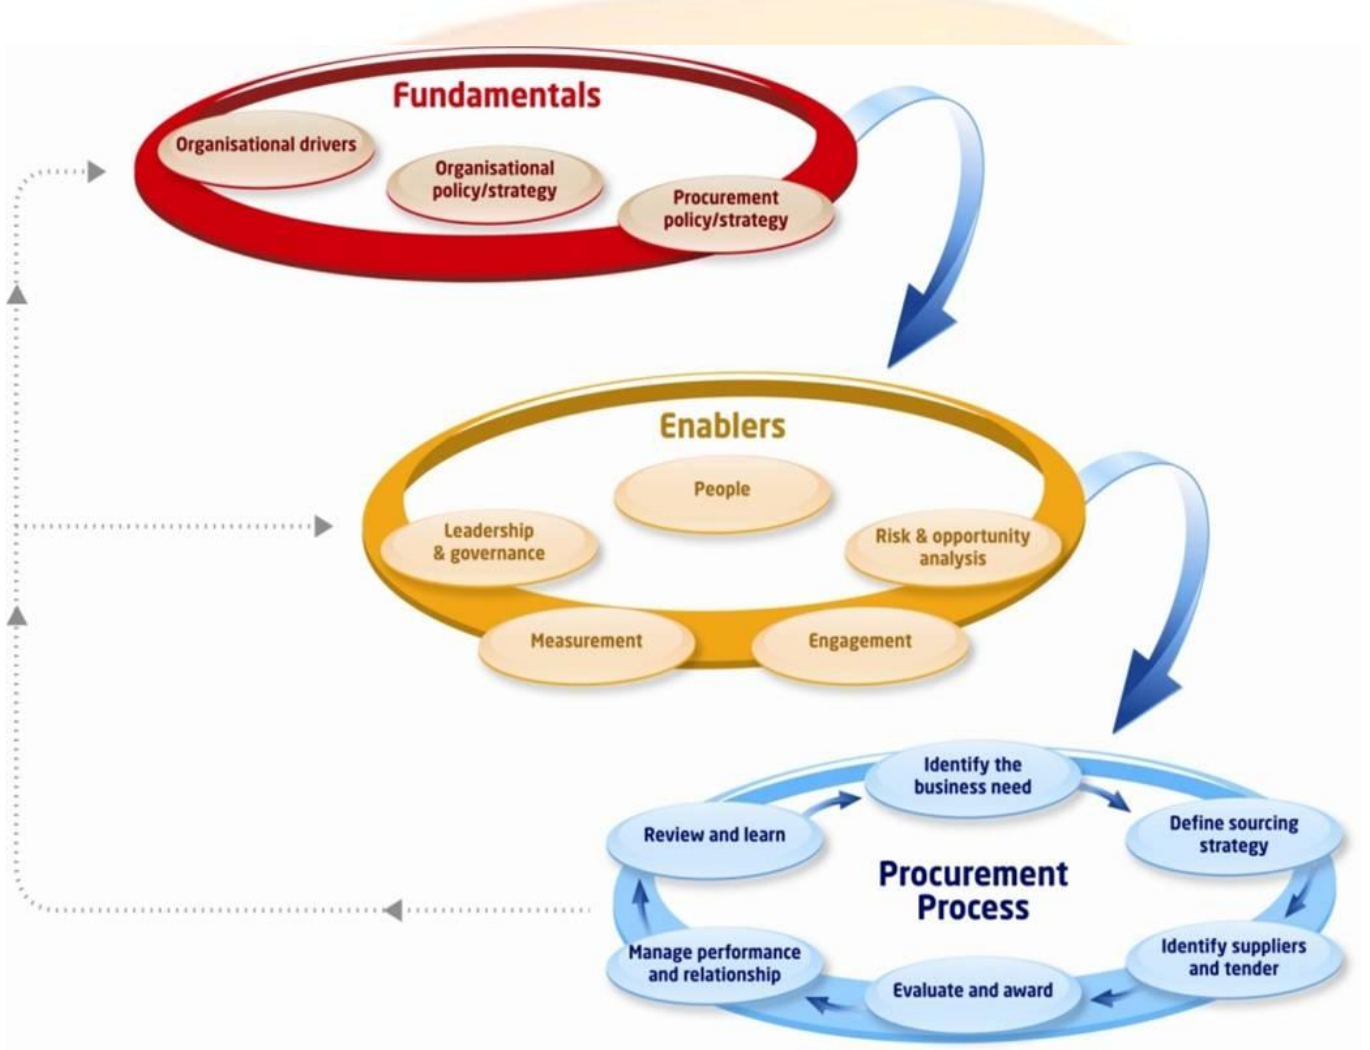 Fundamentals
Organisational drivers
Organisational
policy/strategy
Procurement
policy/strategy
Enablers
People
Leadership
& governance
Risk & opportunity
analysis
Measurement
Engagement
Procurement
Process
Identify the
business need
Define sourcing
strategy
Identify suppliers
and tender
Evaluate and award
Manage performance
and relationship
Review and learn